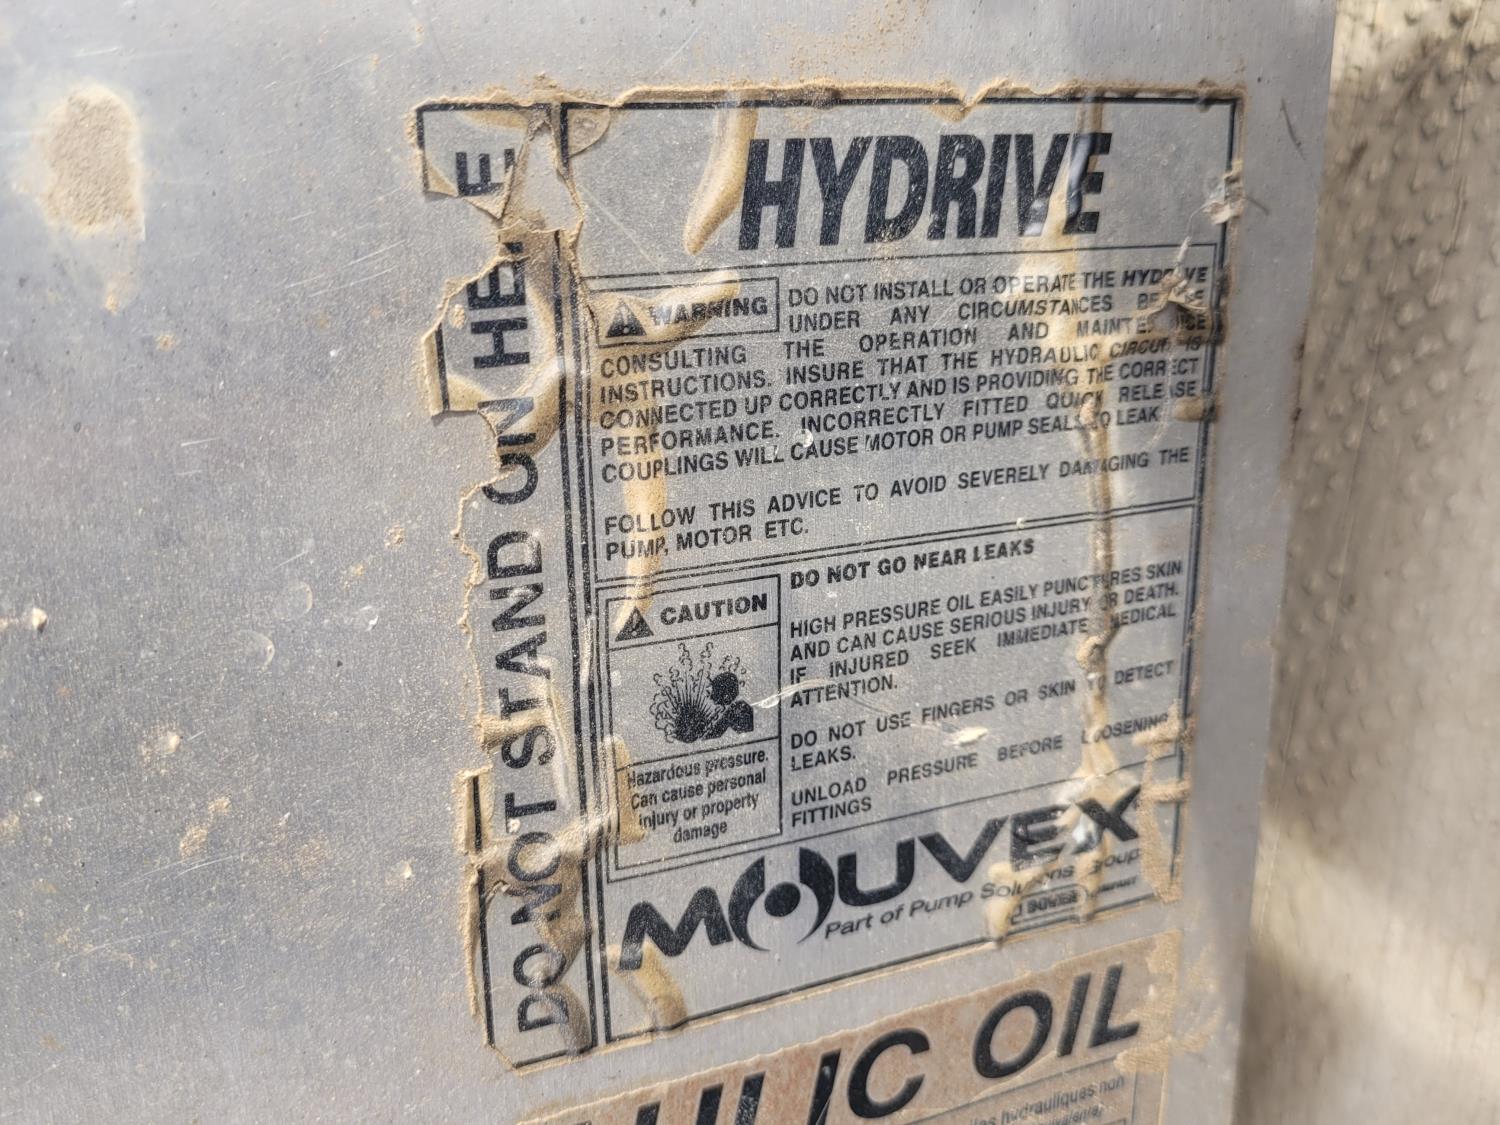 DO NOT STAND ON HE E
HYDRIVE
WARNING
DO NOT INSTALL OR OPERATE THE HYDRIVE
UNDER ANY CIRCUMSTANCES BEFORE
CONSULTING THE OPERATION AND MAINTENANCE
INSTRUCTIONS. INSURE THAT THE HYDRAULIC CIRCUIT IS
CONNECTED UP CORRECTLY AND IS PROVIDING THE CORRECT
PERFORMANCE. INCORRECTLY FITTED QUICK RELEASE
COUPLINGS WILL CAUSE MOTOR OR PUMP SEALS TO LEAK
FOLLOW THIS ADVICE TO AVOID SEVERELY DAMAGING THE
PUMP, MOTOR ETC.
CAUTION
Hazardous pressure.
Can cause personal
injury or property
damage
DO NOT GO NEAR LEAKS
HIGH PRESSURE OIL EASILY PUNCTURES SKIN
AND CAN CAUSE SERIOUS INJURY OR DEATH.
IF INJURED SEEK IMMEDIATE MEDICAL
ATTENTION.
DO NOT USE FINGERS OR SKIN TO DETECT
LEAKS.
UNLOAD PRESSURE BEFORE LOOSENING
FITTINGS
MOUVEX
Part of Pump Solutions Group
ULIC OIL
hydrauliques non